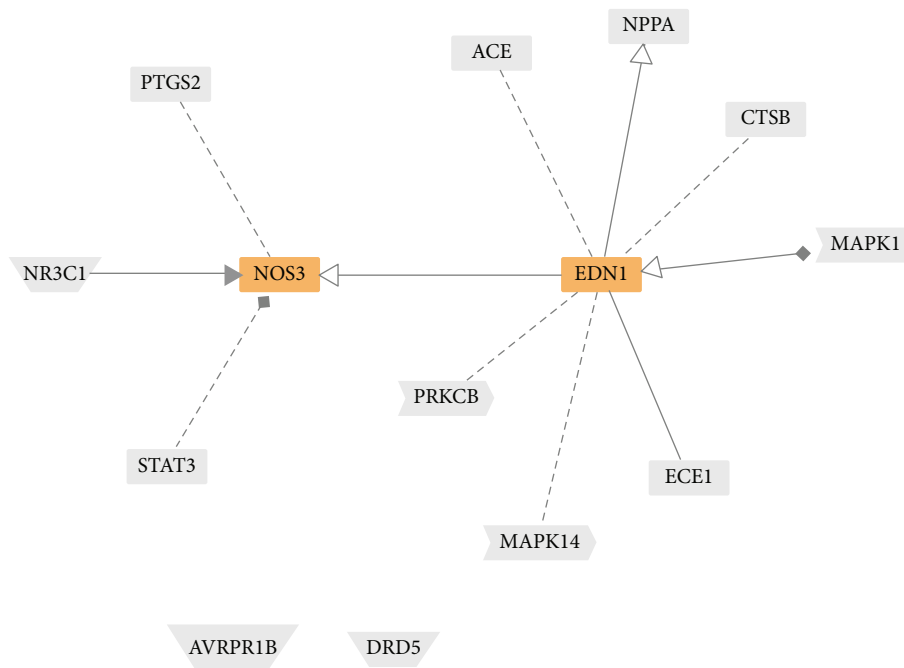 NPPA
ACE
PTGS2
CTSB
MAPK1
NR3C1
NOS3
EDN1
PRKCB
STAT3
ECE1
MAPK14
AVRPR1B
DRD5